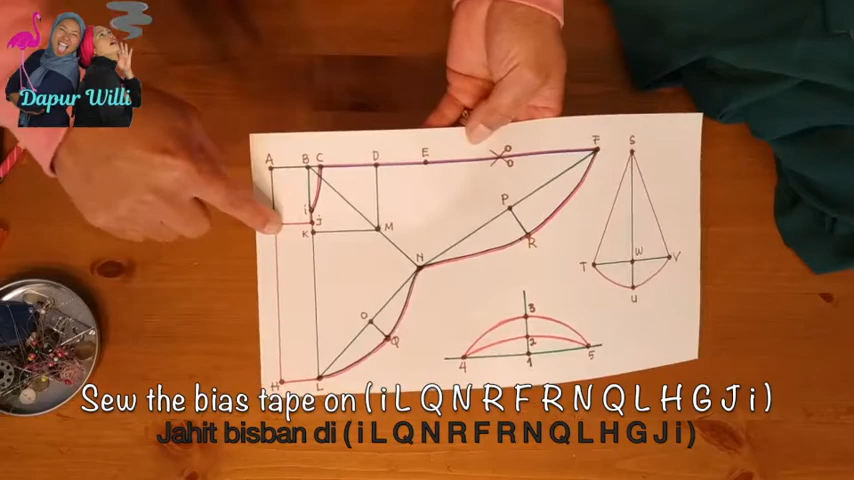 Dapur Willi
A B C D E F S
i J K M P R
N O Q
T W V U
3 2 4 1 5
H L
Sew the bias tape on (i L Q N R F R N Q L H G J i)
Jahit bisban di (i L Q N R F R N Q L H G J i)